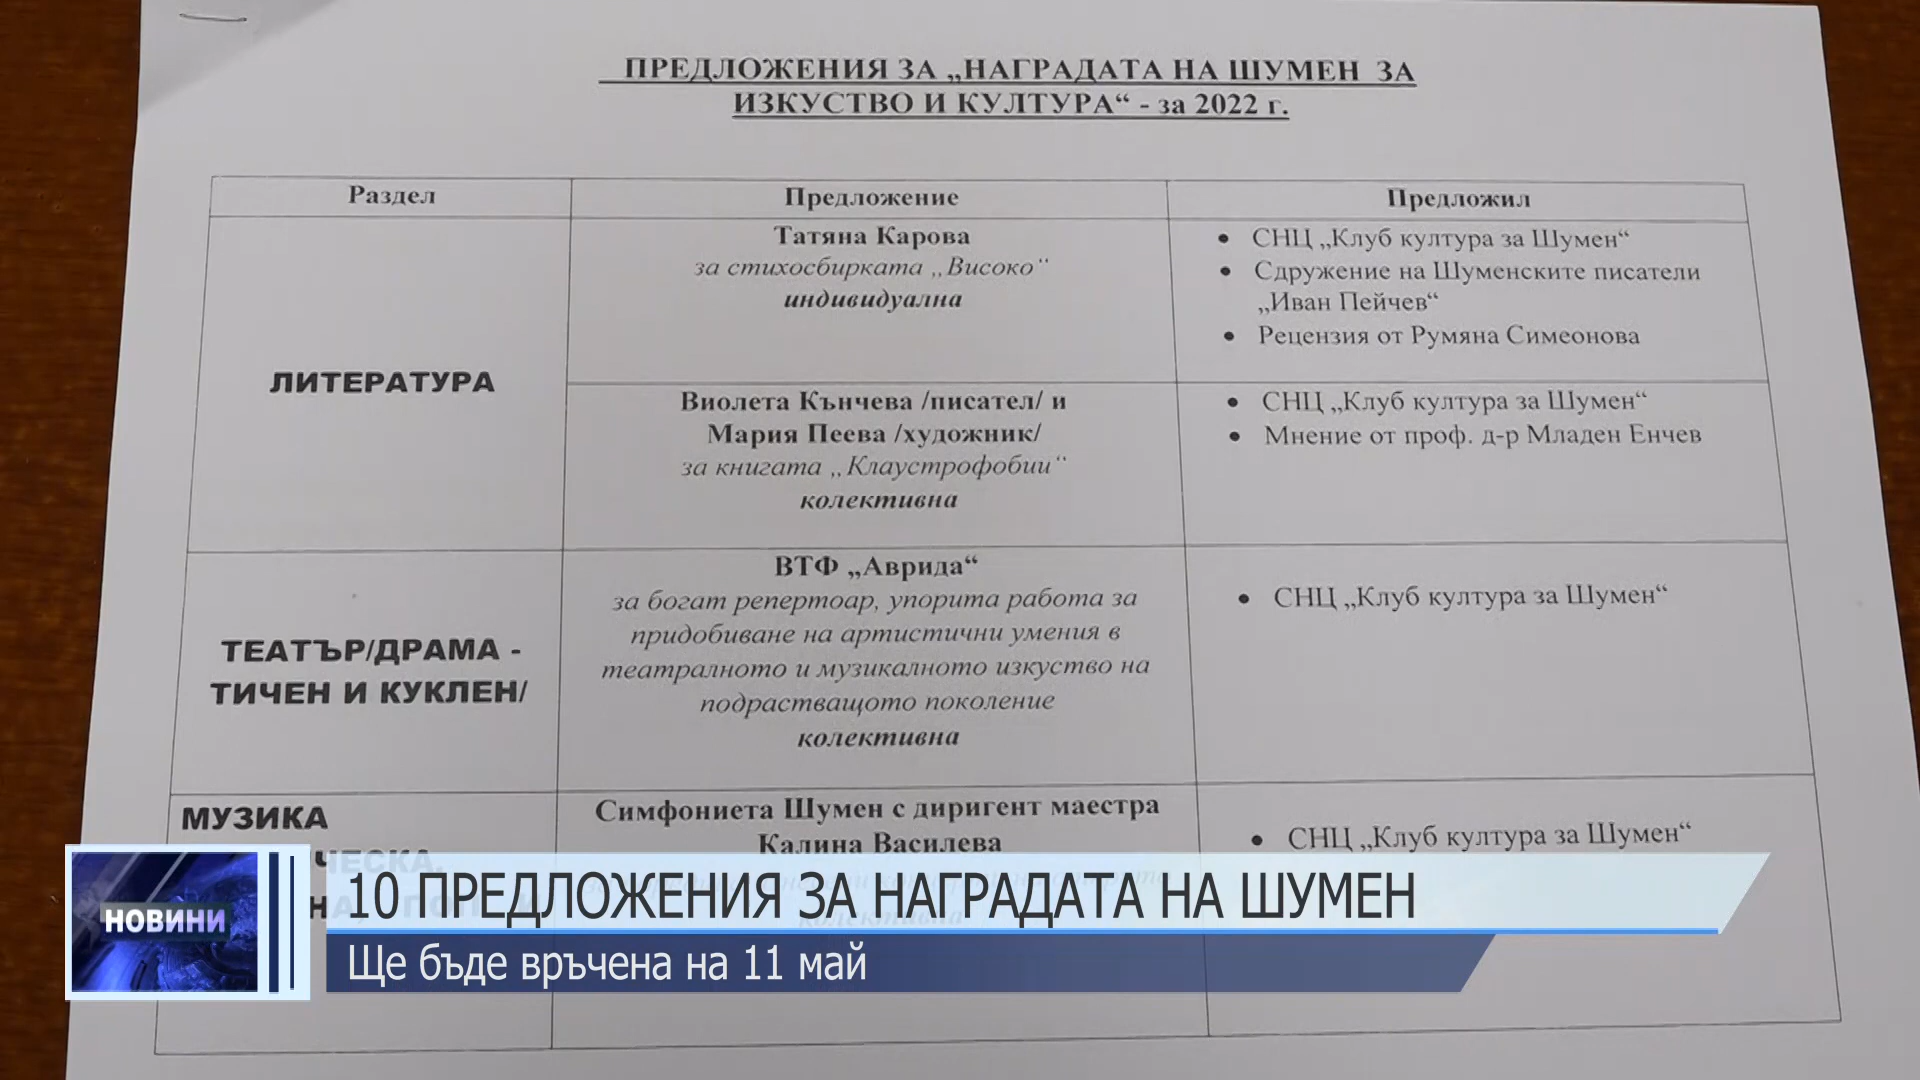 ПРЕДЛОЖЕНИЯ ЗА „НАГРАДАТА НА ШУМЕН ЗА
ИЗКУСТВО И КУЛТУРА“ - за 2022 г.
Раздел
Предложение
Предложил
ЛИТЕРАТУРА
Татяна Карова
за стихосбирката „Високо“
индивидуална
• СНЦ „Клуб култура за Шумен“
• Сдружение на Шуменските писатели
„Иван Пейчев“
• Рецензия от Румяна Симеонова
Виолета Кънчева /писател/ и
Мария Пеева /художник/
за книгата „Клаустрофобии“
колективна
• СНЦ „Клуб култура за Шумен“
• Мнение от проф. д-р Младен Енчев
ТЕАТЪР/ДРАМА -
ТИЧЕН И КУКЛЕН/
ВТФ „Аврида“
за богат репертоар, упорита работа за
придобиване на артистични умения в
театралното и музикалното изкуство на
подрастващото поколение
колективна
• СНЦ „Клуб култура за Шумен“
МУЗИКА
Симфониета Шумен с диригент маестра
Калина Василева
колективна
• СНЦ „Клуб култура за Шумен“
НОВИНИ
10 ПРЕДЛОЖЕНИЯ ЗА НАГРАДАТА НА ШУМЕН
Ще бъде връчена на 11 май